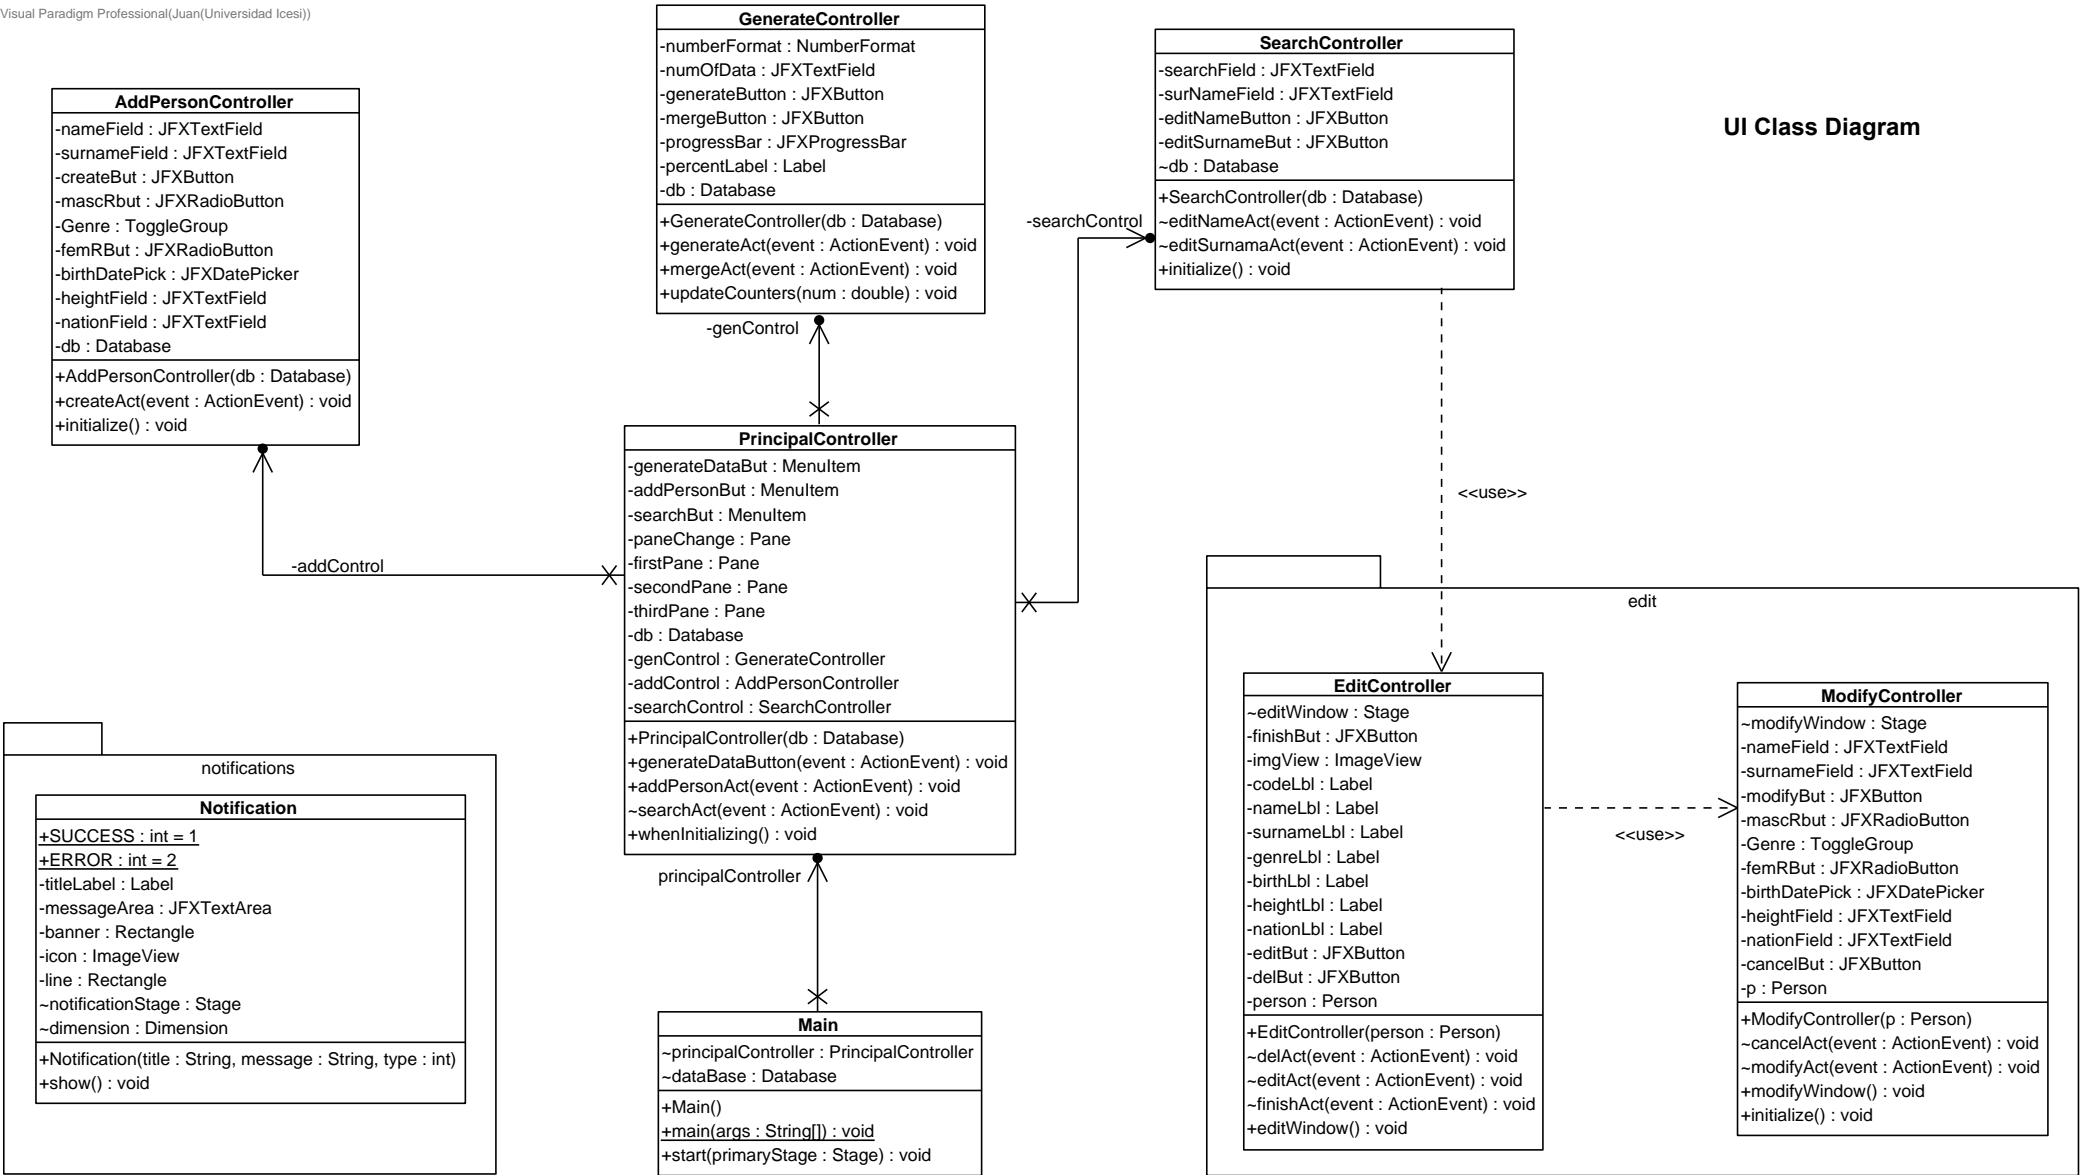 Visual Paradigm Professional(Juan(Universidad Icesi))
UI Class Diagram
AddPersonController
-nameField : JFXTextField
-surnameField : JFXTextField
-createBut : JFXButton
-mascRbut : JFXRadioButton
-Genre : ToggleGroup
-femRBut : JFXRadioButton
-birthDatePick : JFXDatePicker
-heightField : JFXTextField
-nationField : JFXTextField
-db : Database
+AddPersonController(db : Database)
+createAct(event : ActionEvent) : void
+initialize() : void
GenerateController
-numberFormat : NumberFormat
-numOfData : JFXTextField
-generateButton : JFXButton
-mergeButton : JFXButton
-progressBar : JFXProgressBar
-percentLabel : Label
-db : Database
+GenerateController(db : Database)
+generateAct(event : ActionEvent) : void
+mergeAct(event : ActionEvent) : void
+updateCounters(num : double) : void
SearchController
-searchField : JFXTextField
-surNameField : JFXTextField
-editNameButton : JFXButton
-editSurnameBut : JFXButton
~db : Database
+SearchController(db : Database)
~editNameAct(event : ActionEvent) : void
~editSurnamaAct(event : ActionEvent) : void
+initialize() : void
-searchControl
-genControl
-addControl
PrincipalController
-generateDataBut : MenuItem
-addPersonBut : MenuItem
-searchBut : MenuItem
-paneChange : Pane
-firstPane : Pane
-secondPane : Pane
-thirdPane : Pane
-db : Database
-genControl : GenerateController
-addControl : AddPersonController
-searchControl : SearchController
+PrincipalController(db : Database)
+generateDataButton(event : ActionEvent) : void
+addPersonAct(event : ActionEvent) : void
~searchAct(event : ActionEvent) : void
+whenInitializing() : void
principalController
<<use>>
notifications
Notification
+SUCCESS : int = 1
+ERROR : int = 2
-titleLabel : Label
-messageArea : JFXTextArea
-banner : Rectangle
-icon : ImageView
-line : Rectangle
~notificationStage : Stage
~dimension : Dimension
+Notification(title : String, message : String, type : int)
+show() : void
Main
~principalController : PrincipalController
~dataBase : Database
+Main()
+main(args : String[]) : void
+start(primaryStage : Stage) : void
edit
EditController
~editWindow : Stage
-finishBut : JFXButton
-imgView : ImageView
-codeLbl : Label
-nameLbl : Label
-surnameLbl : Label
-genreLbl : Label
-birthLbl : Label
-heightLbl : Label
-nationLbl : Label
-editBut : JFXButton
-delBut : JFXButton
-person : Person
+EditController(person : Person)
~delAct(event : ActionEvent) : void
~editAct(event : ActionEvent) : void
~finishAct(event : ActionEvent) : void
+editWindow() : void
<<use>>
ModifyController
~modifyWindow : Stage
-nameField : JFXTextField
-surnameField : JFXTextField
-modifyBut : JFXButton
-mascRbut : JFXRadioButton
-Genre : ToggleGroup
-femRBut : JFXRadioButton
-birthDatePick : JFXDatePicker
-heightField : JFXTextField
-nationField : JFXTextField
-cancelBut : JFXButton
-p : Person
+ModifyController(p : Person)
~cancelAct(event : ActionEvent) : void
~modifyAct(event : ActionEvent) : void
+modifyWindow() : void
+initialize() : void